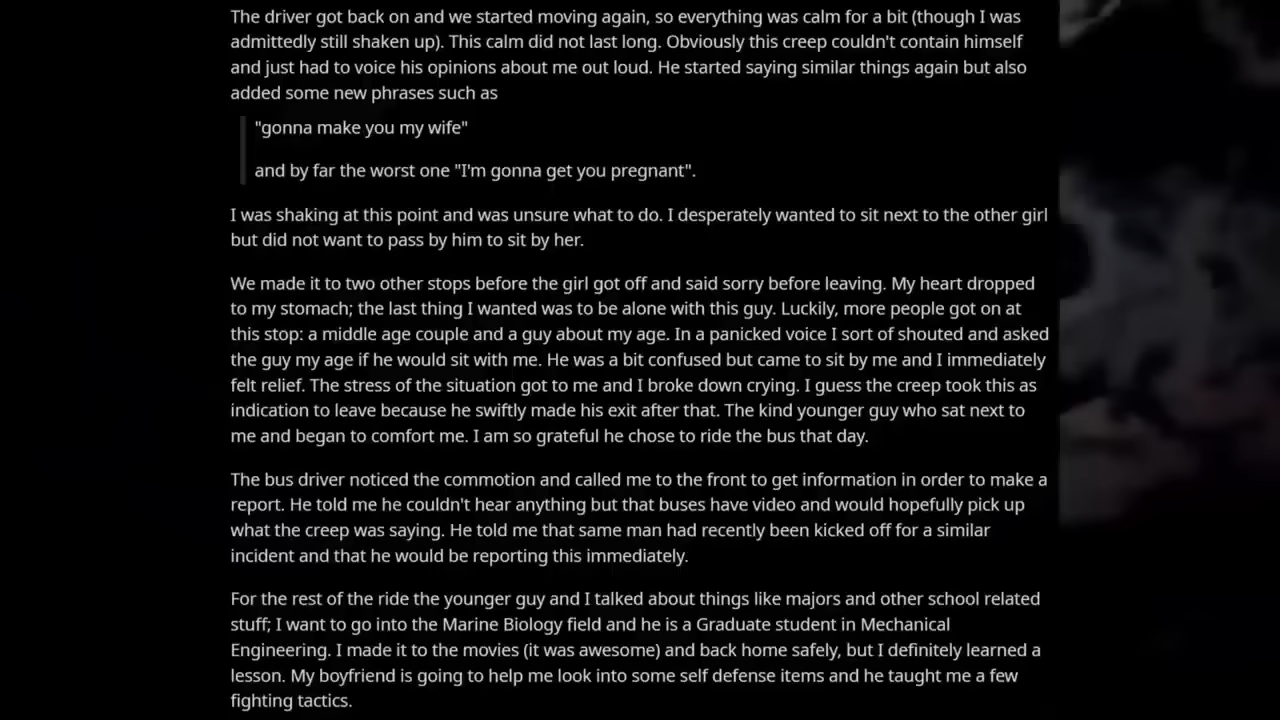 The driver got back on and we started moving again, so everything was calm for a bit (though I was
admittedly still shaken up). This calm did not last long. Obviously this creep couldn't contain himself
and just had to voice his opinions about me out loud. He started saying similar things again but also
added some new phrases such as
"gonna make you my wife"
and by far the worst one "I'm gonna get you pregnant".
I was shaking at this point and was unsure what to do. I desperately wanted to sit next to the other girl
but did not want to pass by him to sit by her.
We made it to two other stops before the girl got off and said sorry before leaving. My heart dropped
to my stomach; the last thing I wanted was to be alone with this guy. Luckily, more people got on at
this stop: a middle age couple and a guy about my age. In a panicked voice I sort of shouted and asked
the guy my age if he would sit with me. He was a bit confused but came to sit by me and I immediately
felt relief. The stress of the situation got to me and I broke down crying. I guess the creep took this as
indication to leave because he swiftly made his exit after that. The kind younger guy who sat next to
me and began to comfort me. I am so grateful he chose to ride the bus that day.
The bus driver noticed the commotion and called me to the front to get information in order to make a
report. He told me he couldn't hear anything but that buses have video and would hopefully pick up
what the creep was saying. He told me that same man had recently been kicked off for a similar
incident and that he would be reporting this immediately.
For the rest of the ride the younger guy and I talked about things like majors and other school related
stuff; I want to go into the Marine Biology field and he is a Graduate student in Mechanical
Engineering. I made it to the movies (it was awesome) and back home safely, but I definitely learned a
lesson. My boyfriend is going to help me look into some self defense items and he taught me a few
fighting tactics.